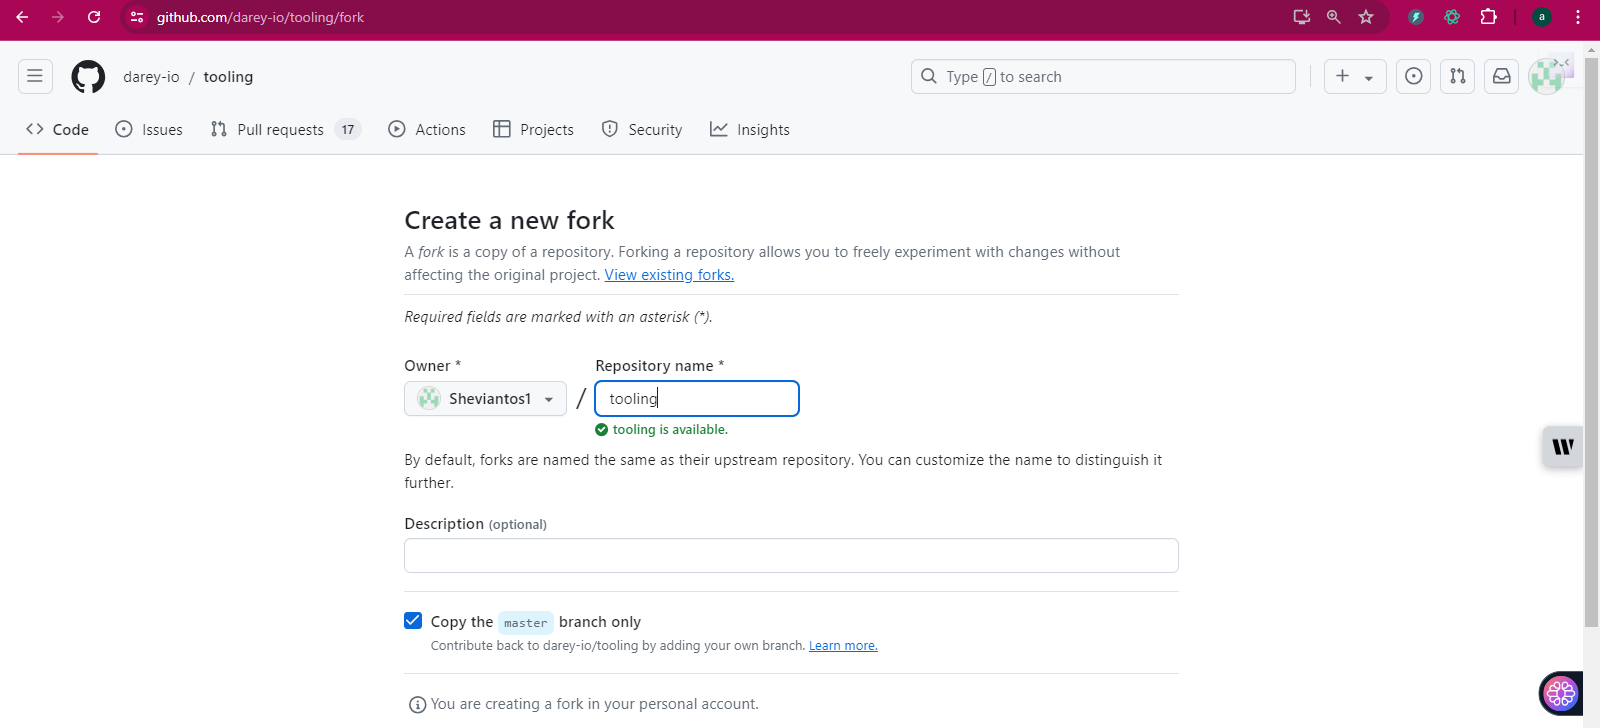 github.com/darey-io/tooling/fork
a
darey-io / tooling
Type / to search
Code Issues Pull requests 17 Actions Projects Security Insights
Create a new fork
A fork is a copy of a repository. Forking a repository allows you to freely experiment with changes without
affecting the original project. View existing forks.
Required fields are marked with an asterisk (*).
Owner * Repository name *
Sheviantos1 / tooling
tooling is available.
By default, forks are named the same as their upstream repository. You can customize the name to distinguish it
further.
Description (optional)
Copy the master branch only
Contribute back to darey-io/tooling by adding your own branch. Learn more.
You are creating a fork in your personal account.